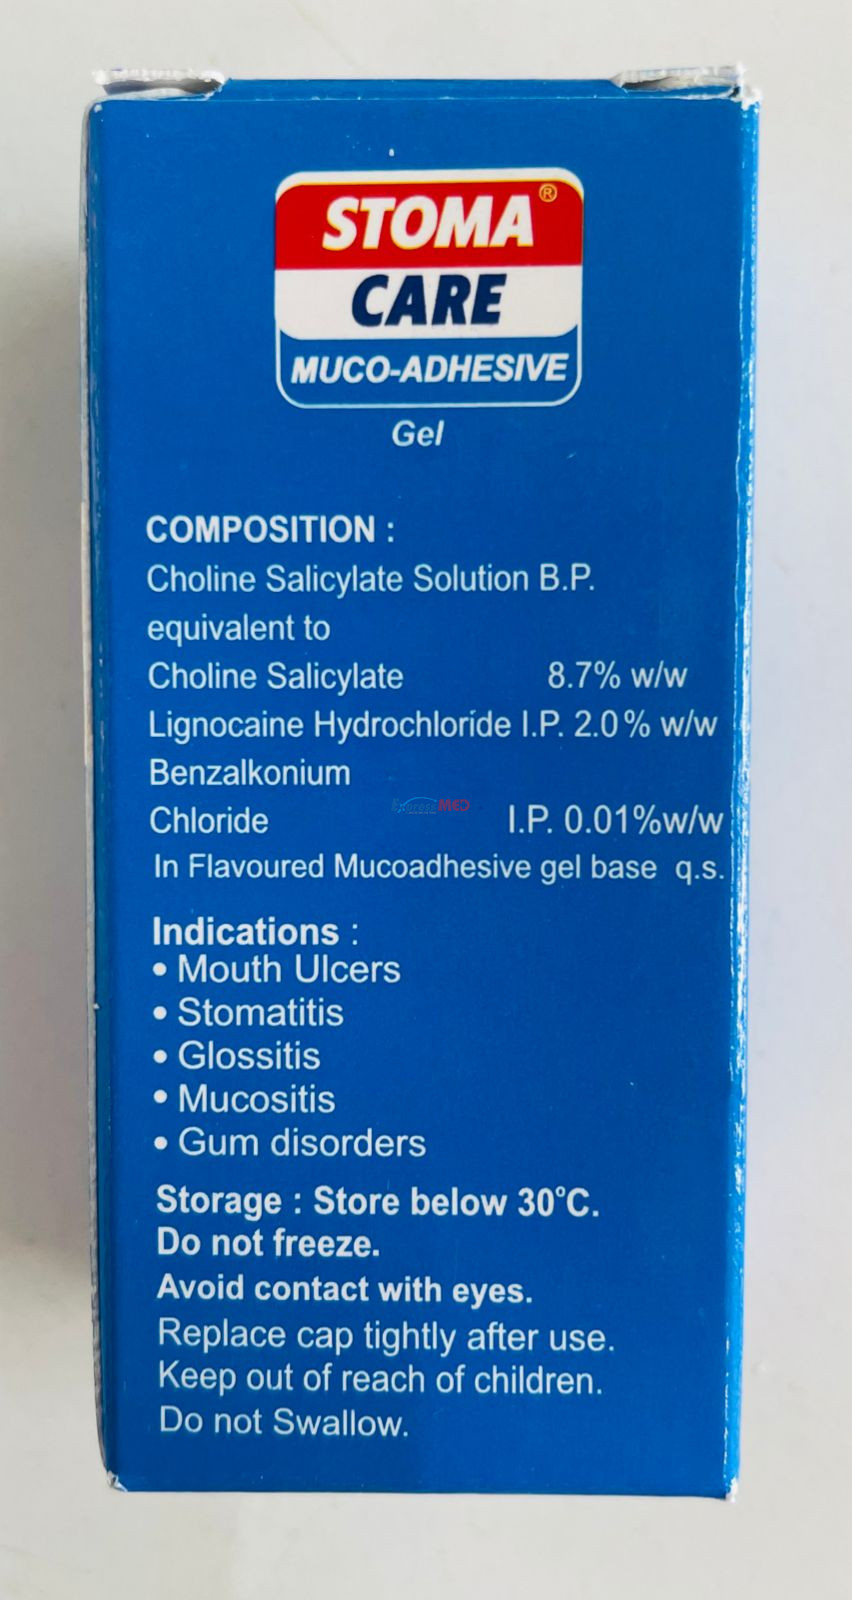 STOMA ®
CARE
MUCO-ADHESIVE
Gel
COMPOSITION :
Choline Salicylate Solution B.P.
equivalent to
Choline Salicylate 8.7% w/w
Lignocaine Hydrochloride I.P. 2.0% w/w
Benzalkonium
Express MED
Chloride I.P. 0.01%w/w
In Flavoured Mucoadhesive gel base q.s.
Indications :
• Mouth Ulcers
• Stomatitis
• Glossitis
• Mucositis
• Gum disorders
Storage : Store below 30°C.
Do not freeze.
Avoid contact with eyes.
Replace cap tightly after use.
Keep out of reach of children.
Do not Swallow.